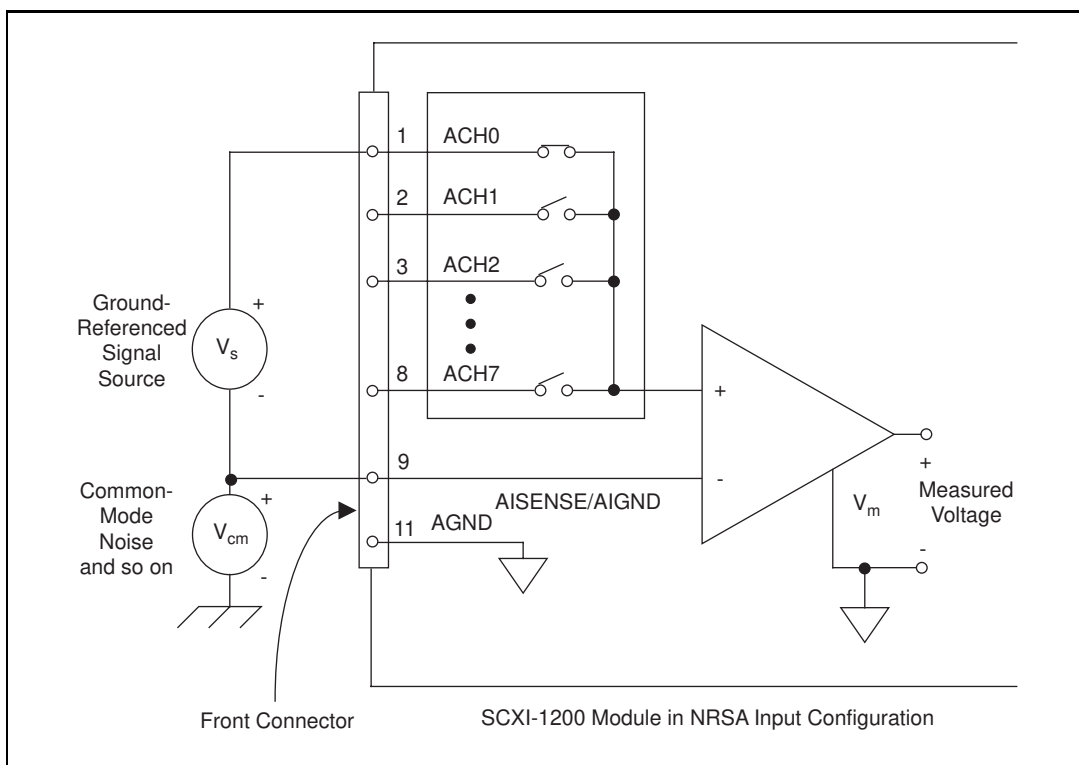 1 ACH0
2 ACH1
3 ACH2
Ground-
Referenced
Signal
Source
+
Vs
-
8 ACH7
+
9
-
AISENSE/AIGND
Common-
Mode
Noise
and so on
+
Vcm
-
11 AGND
Vm
+
Measured
Voltage
-
Front Connector
SCXI-1200 Module in NRSA Input Configuration